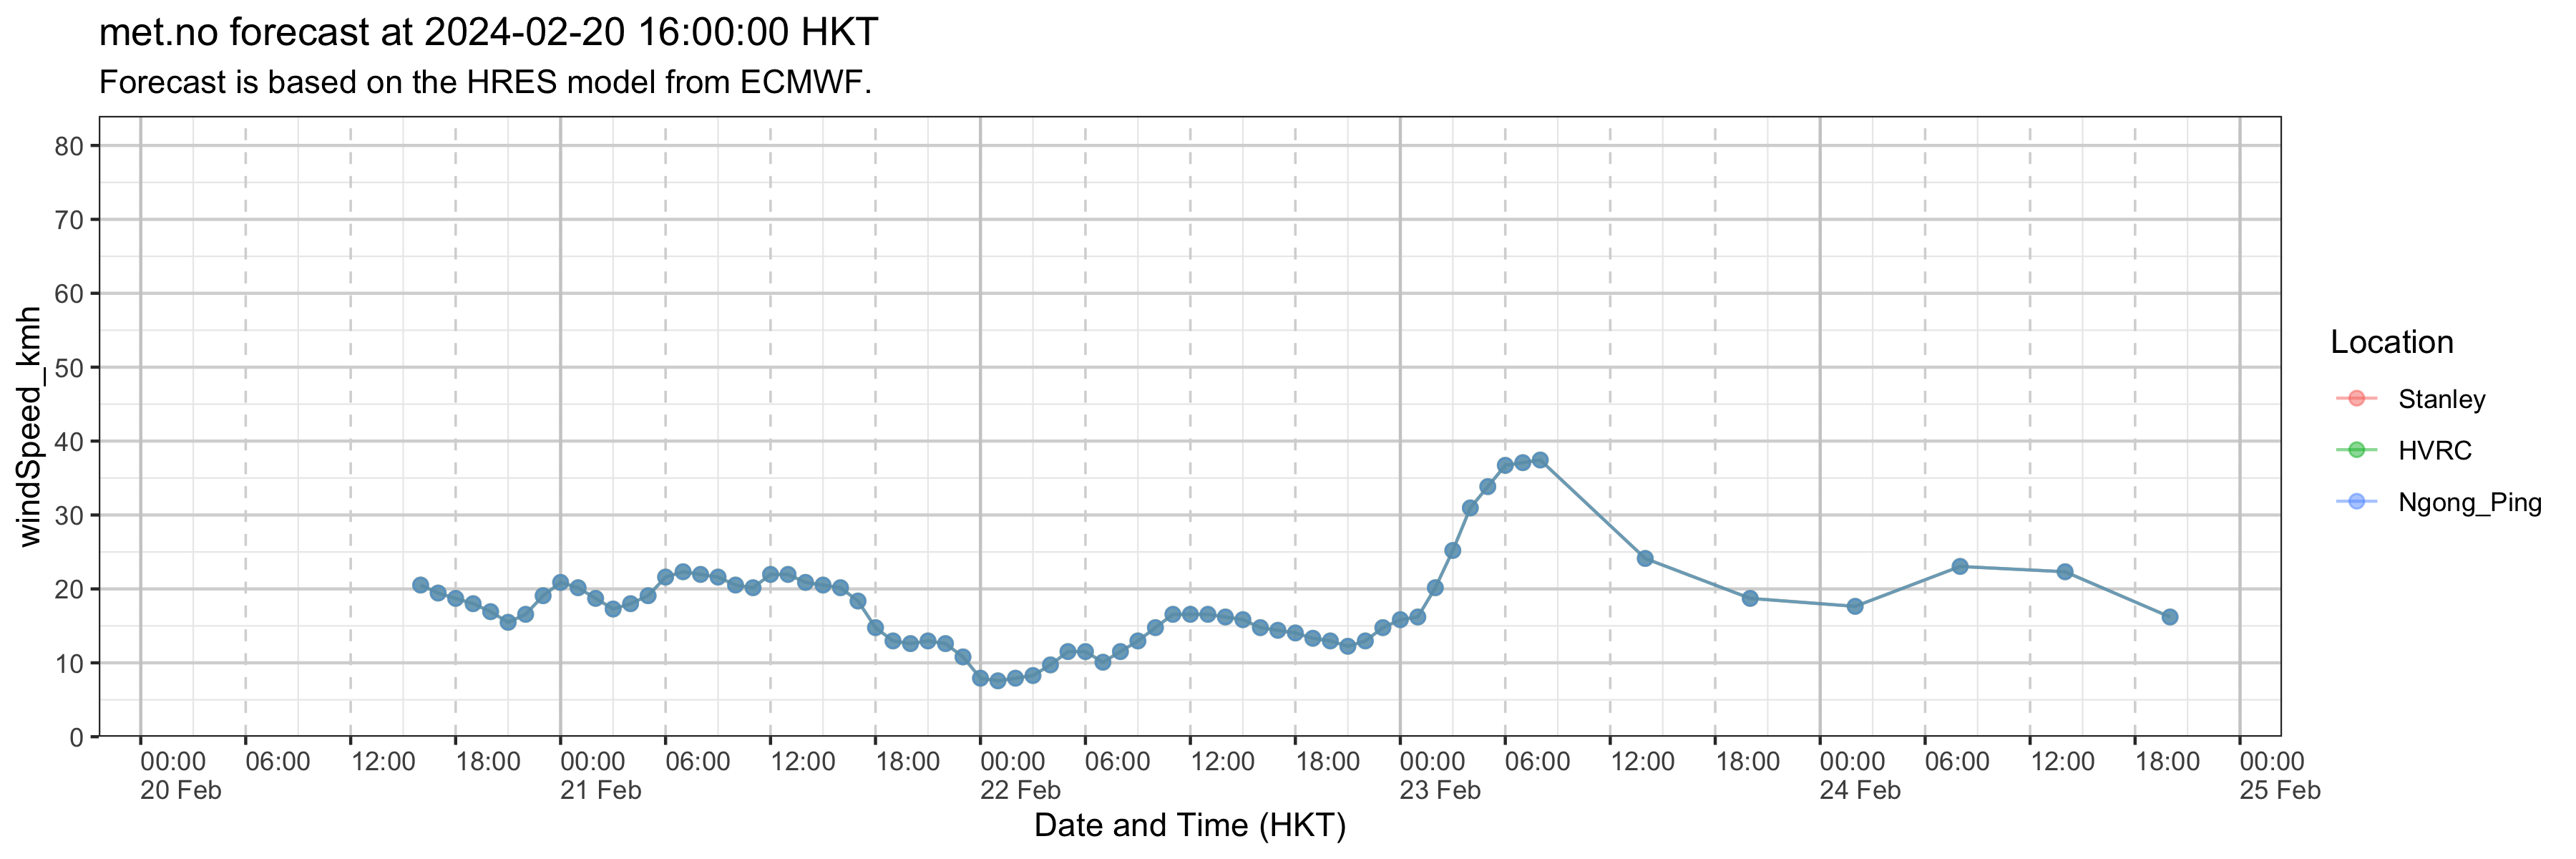 met.no forecast at 2024-02-20 16:00:00 HKT
Forecast is based on the HRES model from ECMWF.
windSpeed_kmh
80
70
60
50
40
30
20
10
0
00:00 06:00 12:00 18:00 00:00 06:00 12:00 18:00 00:00 06:00 12:00 18:00 00:00 06:00 12:00 18:00 00:00 06:00 12:00 18:00 00:00
20 Feb 21 Feb 22 Feb 23 Feb 24 Feb 25 Feb
Date and Time (HKT)
Location
Stanley
HVRC
Ngong_Ping